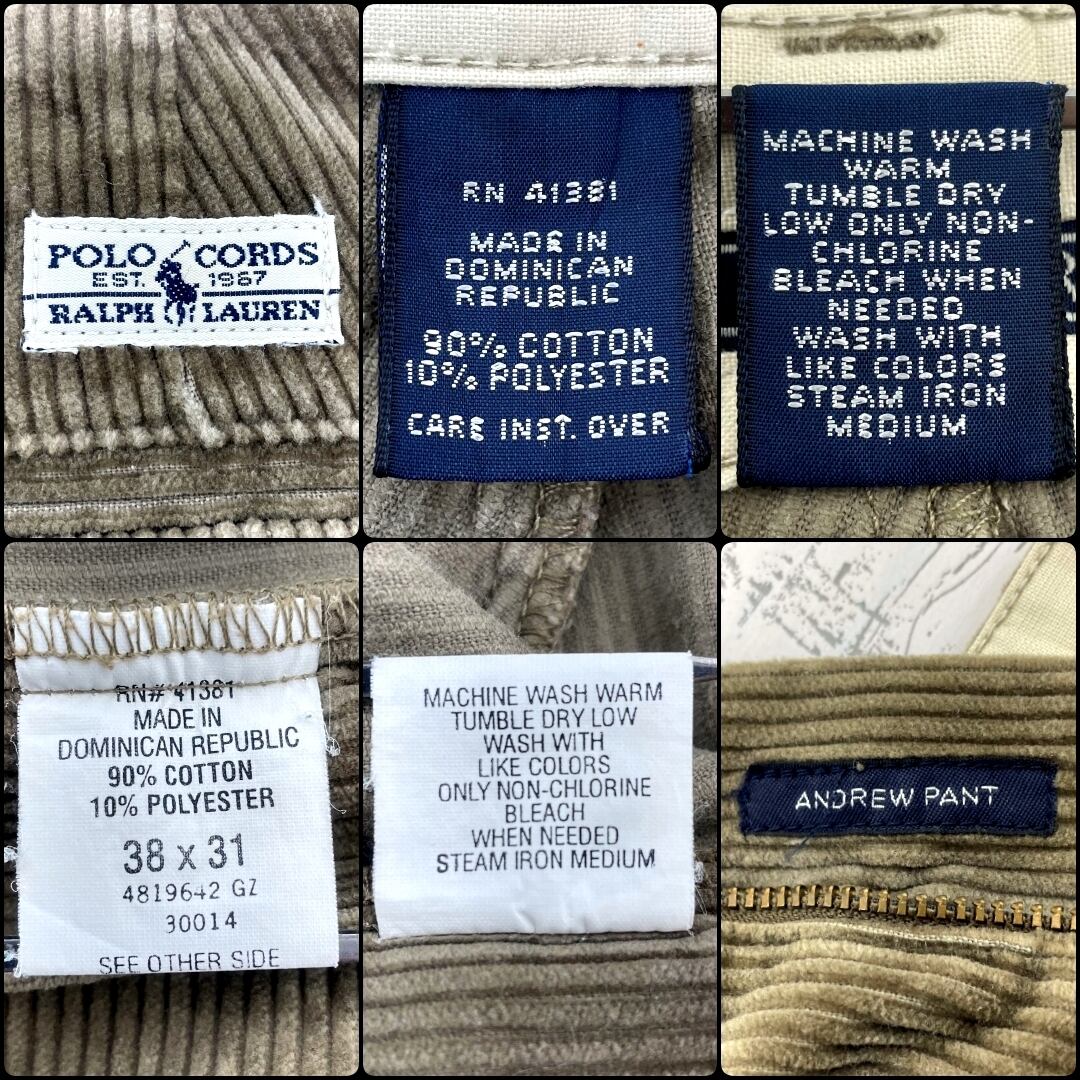 POLO CORDS
EST. 1967
RALPH LAUREN
RN 41381
MADE IN
DOMINICAN
REPUBLIC
90% COTTON
10% POLYESTER
CARE INST. OVER
MACHINE WASH
WARM
TUMBLE DRY
LOW ONLY NON-
CHLORINE
BLEACH WHEN
NEEDED
WASH WITH
LIKE COLORS
STEAM IRON
MEDIUM
RN# 41381
MADE IN
DOMINICAN REPUBLIC
90% COTTON
10% POLYESTER
38 x 31
4819642 GZ
30014
SEE OTHER SIDE
MACHINE WASH WARM
TUMBLE DRY LOW
WASH WITH
LIKE COLORS
ONLY NON-CHLORINE
BLEACH
WHEN NEEDED
STEAM IRON MEDIUM
ANDREW PANT